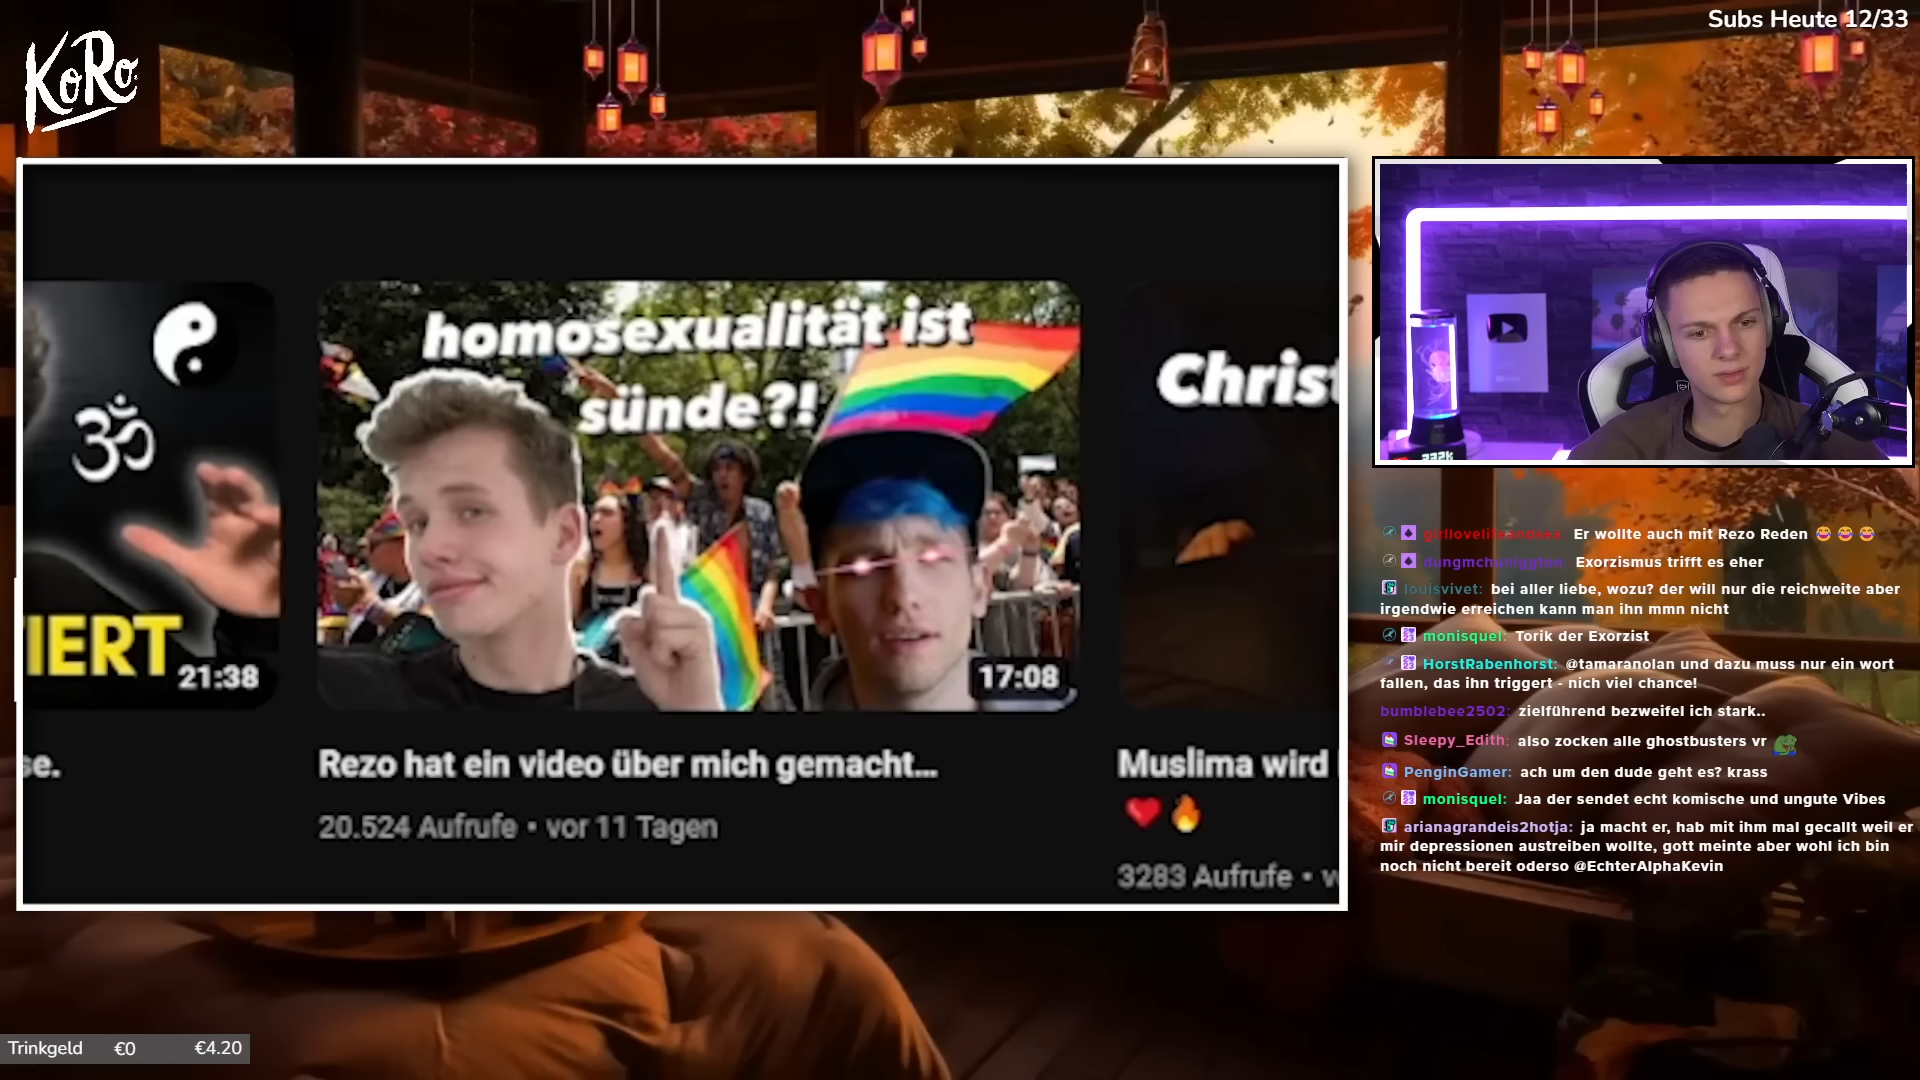 Subs Heute 12/33
KoRo
homosexualität ist
sünde?!
Christ
IERT
21:38
17:08
se.
Rezo hat ein video über mich gemacht...
20.524 Aufrufe • vor 11 Tagen
Muslima wird
3283 Aufrufe •
232k
girllovelifeandsex: Er wollte auch mit Rezo Reden 😂 😂 😂
Exorzismus trifft es eher
louisvivet: bei aller liebe, wozu? der will nur die reichweite aber
irgendwie erreichen kann man ihn mmn nicht
monisquel: Torik der Exorzist
HorstRabenhorst: @tamaranolan und dazu muss nur ein wort
fallen, das ihn triggert - nich viel chance!
bumblebee2502: zielführend bezweifel ich stark..
Sleepy_Edith: also zocken alle ghostbusters vr
PenginGamer: ach um den dude geht es? krass
monisquel: Jaa der sendet echt komische und ungute Vibes
arianagrandeis2hotja: ja macht er, hab mit ihm mal gecallt weil er
mir depressionen austreiben wollte, gott meinte aber wohl ich bin
noch nicht bereit oderso @EchterAlphaKevin
Trinkgeld €0 €4.20